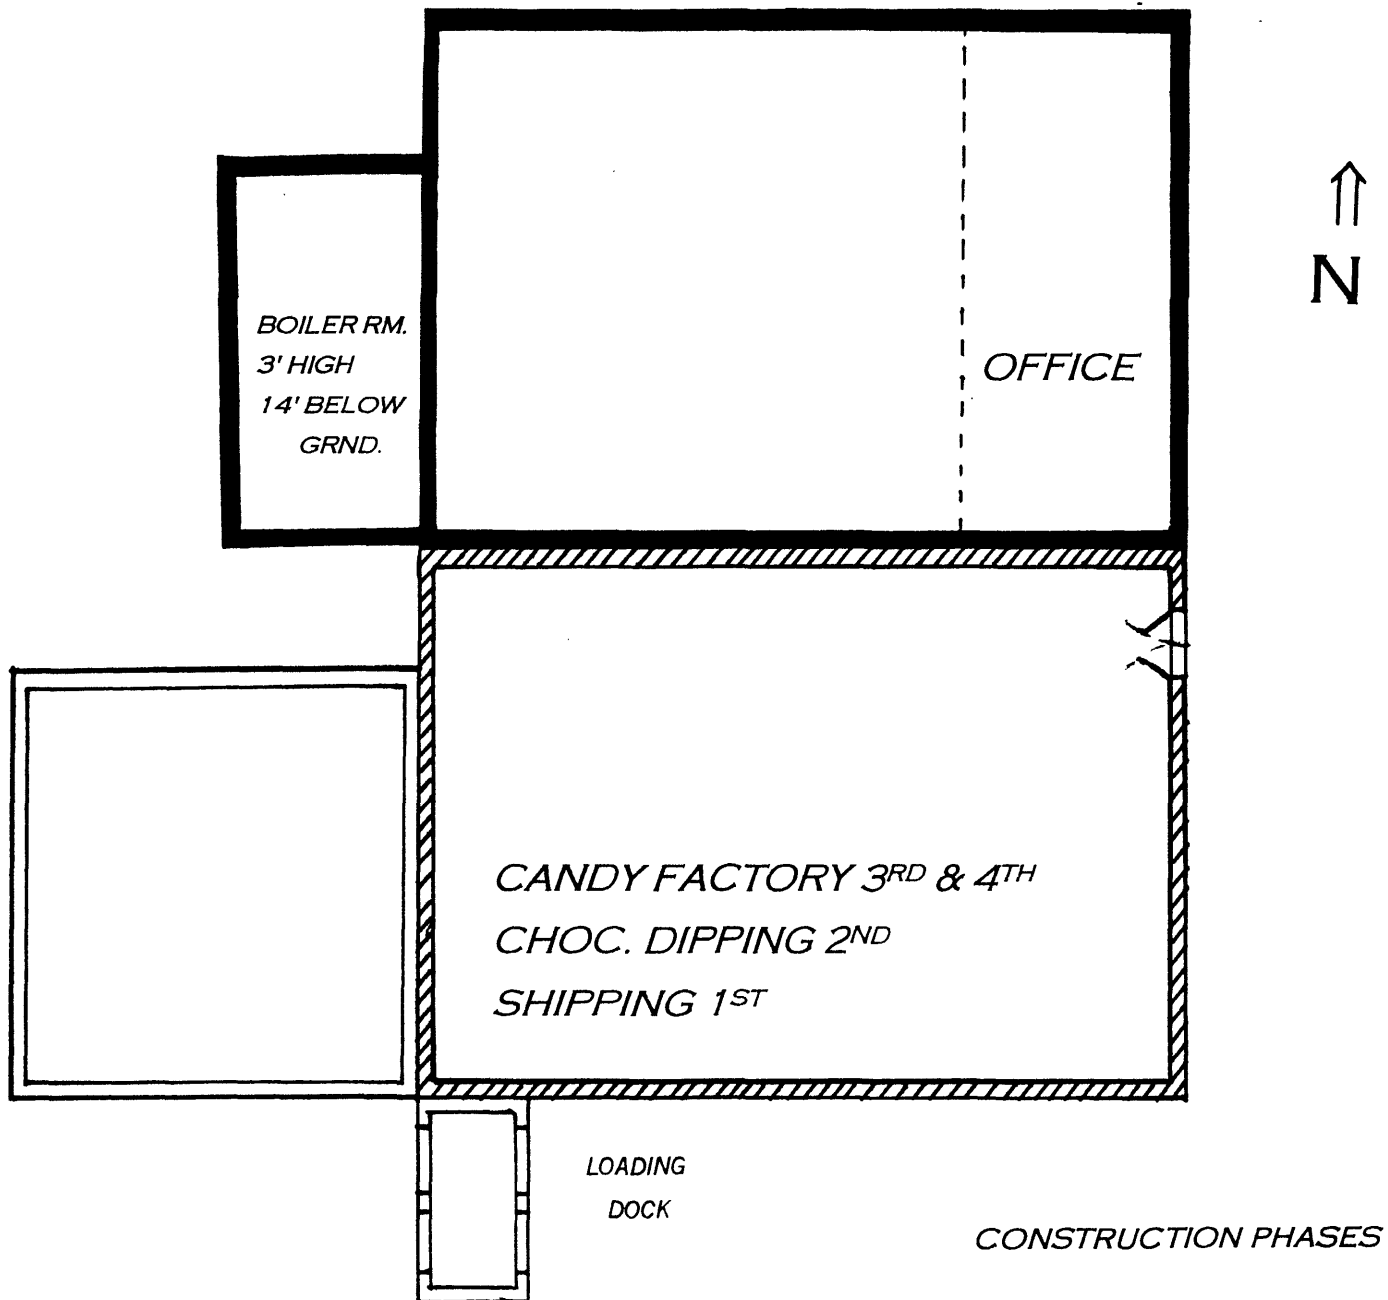 BOILER RM.
3' HIGH
14' BELOW
GRND.
OFFICE
N
CANDY FACTORY 3RD & 4TH
CHOC. DIPPING 2ND
SHIPPING 1ST
LOADING
DOCK
CONSTRUCTION PHASES